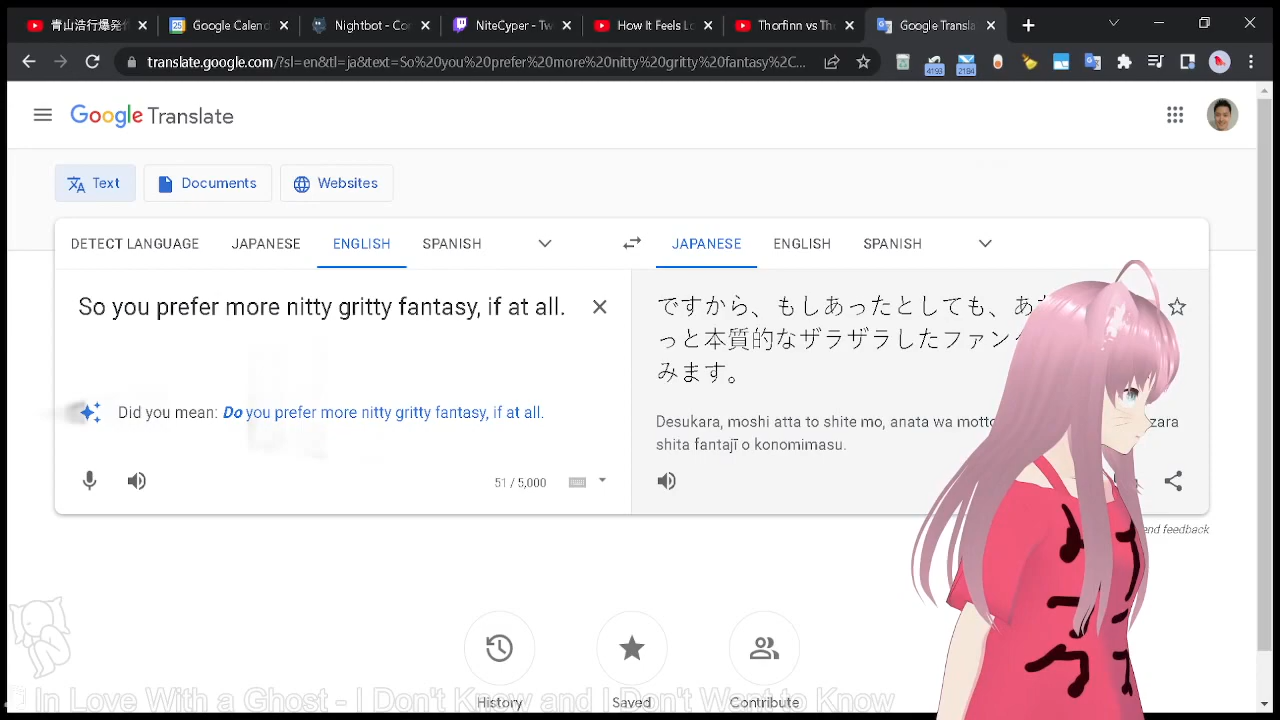 青山浩行爆発
Google Calend
Nightbot - Co
NiteCyper - Tw
How It Feels Lo
Thorfinn vs The
Google Transla
translate.google.com/?sl=en&tl=ja&text=So%20you%20prefer%20more%20nitty%20gritty%20fantasy%2C...
4193
2184
Google Translate
Text
Documents
Websites
DETECT LANGUAGE
JAPANESE
ENGLISH
SPANISH
JAPANESE
ENGLISH
SPANISH
So you prefer more nitty gritty fantasy, if at all.
ですから、もしあったとしても、あ
っと本質的なザラザラしたファン
みます。
Did you mean: Do you prefer more nitty gritty fantasy, if at all.
Desukara, moshi atta to shite mo, anata wa motto zara
shita fantajī o konomimasu.
51 / 5,000
end feedback
History
Saved
Contribute
In Love With a Ghost - I Don't Know and I Don't Want to Know